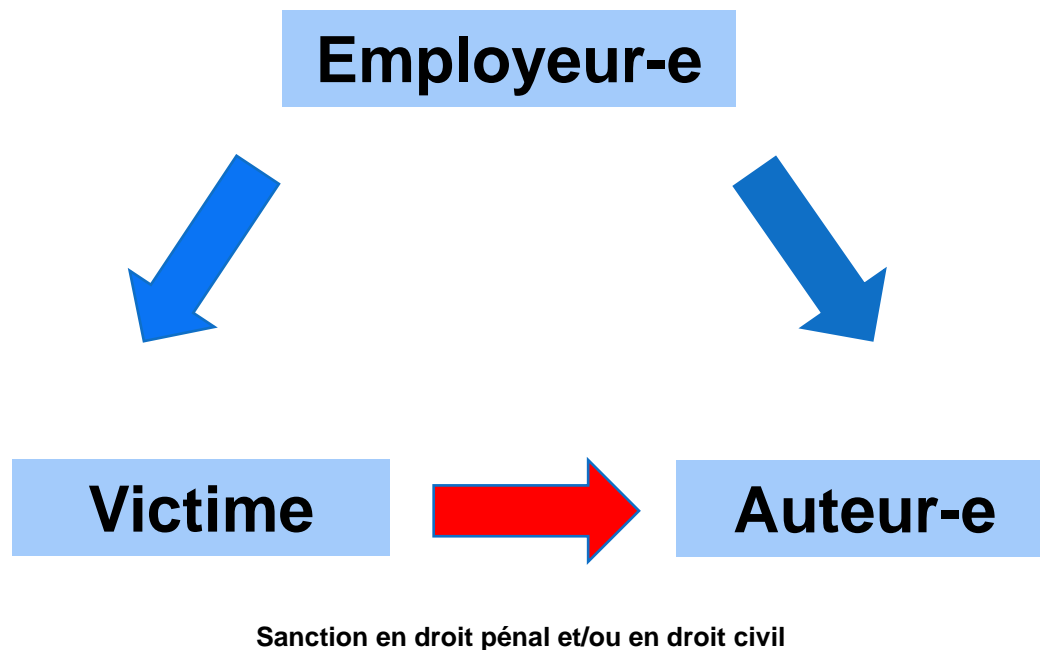 Employeur-e
Victime
Auteur-e
Sanction en droit pénal et/ou en droit civil